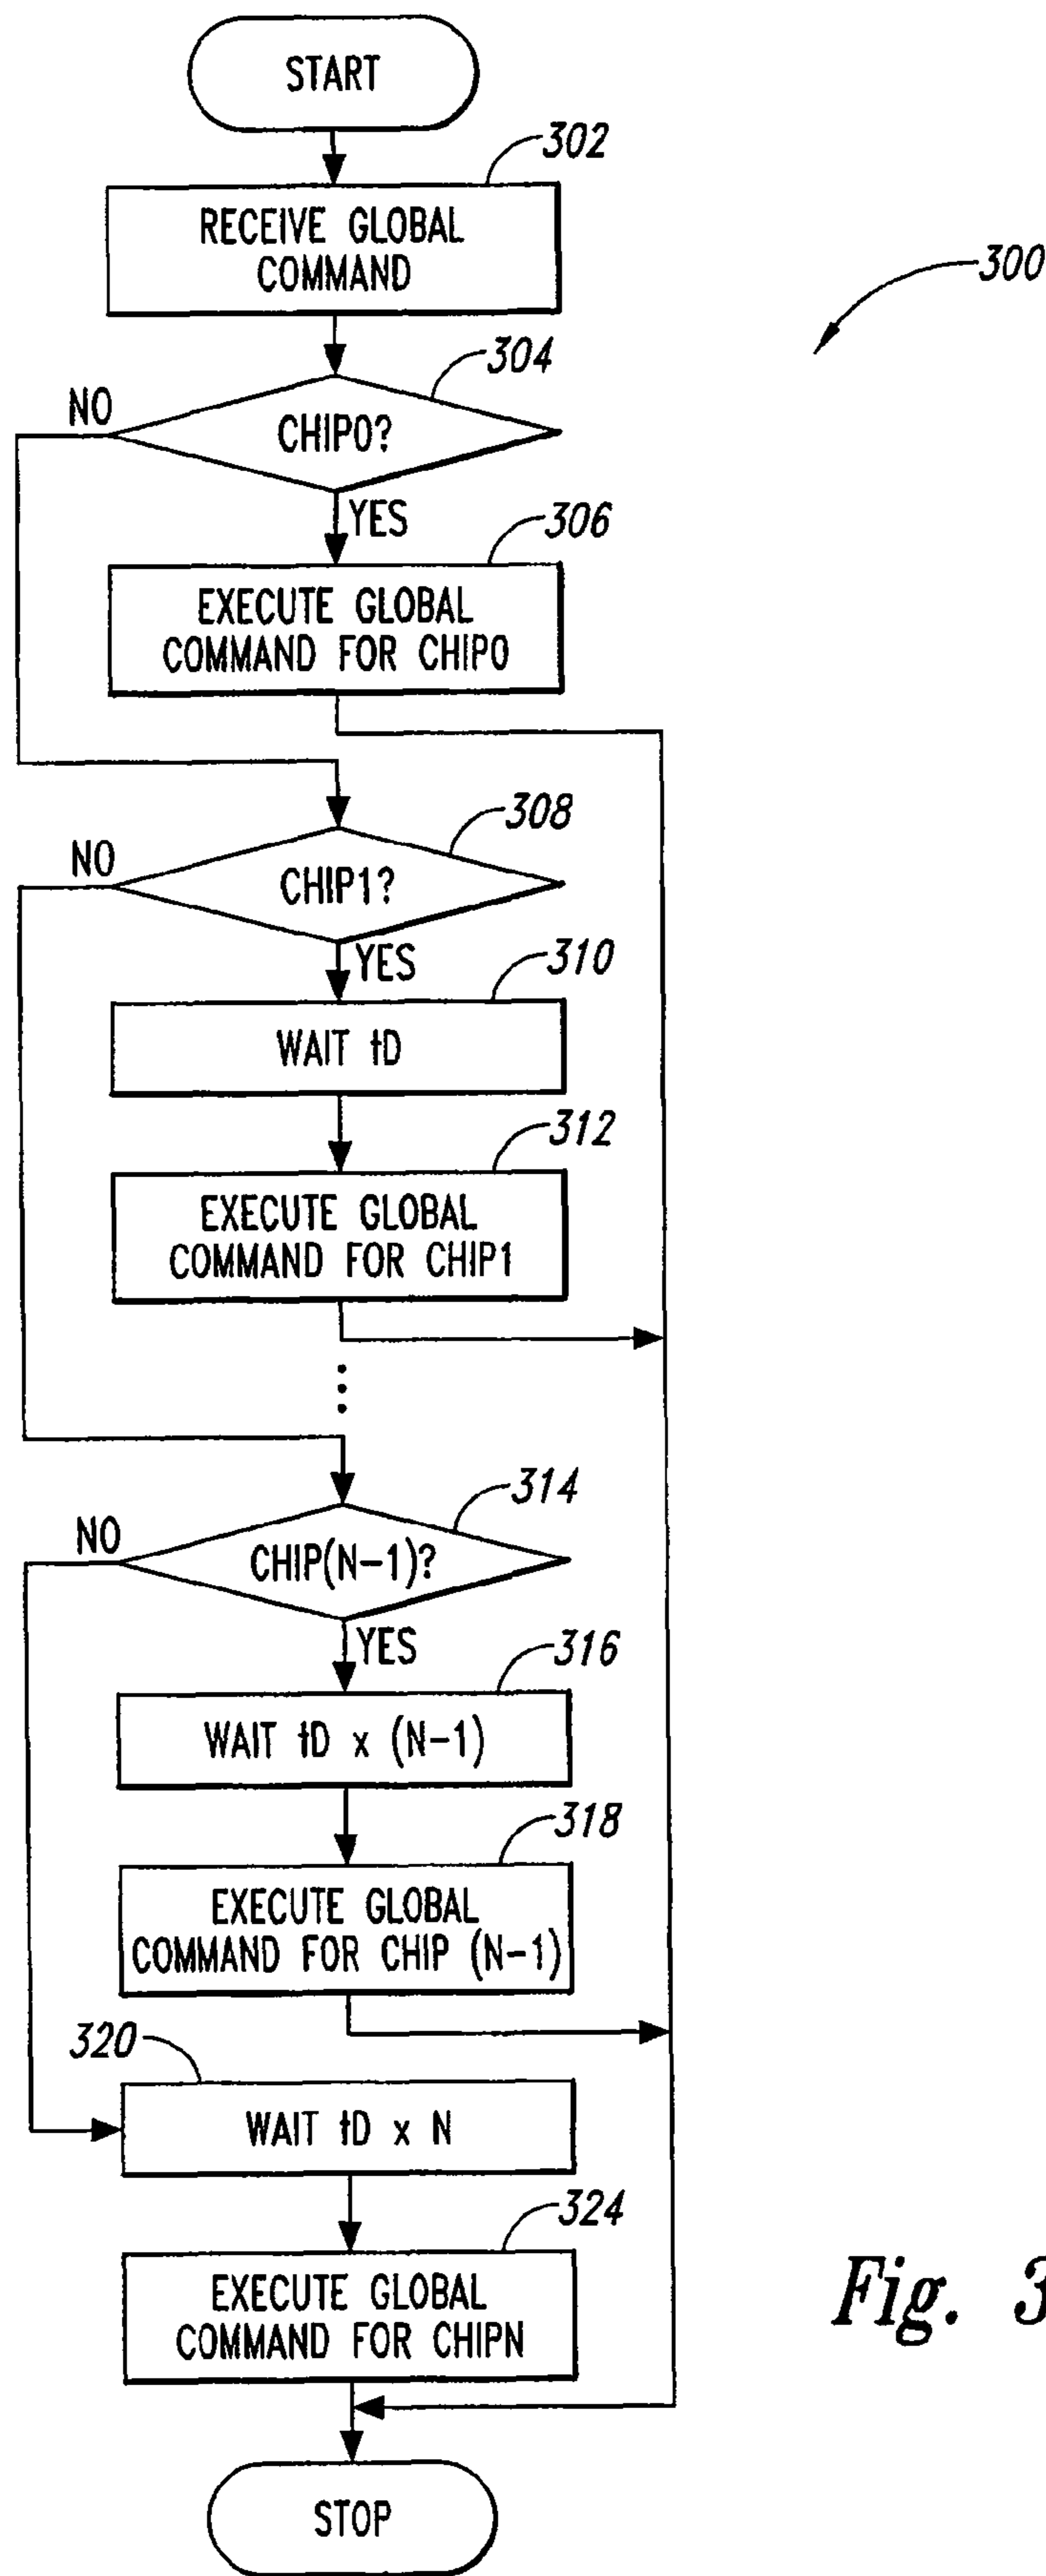 START
302
RECEIVE GLOBAL
COMMAND
300
304
NO
CHIP0?
YES
306
EXECUTE GLOBAL
COMMAND FOR CHIP0
308
NO
CHIP1?
YES
310
WAIT tD
312
EXECUTE GLOBAL
COMMAND FOR CHIP1
314
NO
CHIP(N-1)?
YES
316
WAIT tD x (N-1)
318
EXECUTE GLOBAL
COMMAND FOR CHIP (N-1)
320
WAIT tD x N
324
EXECUTE GLOBAL
COMMAND FOR CHIPN
Fig. 3
STOP